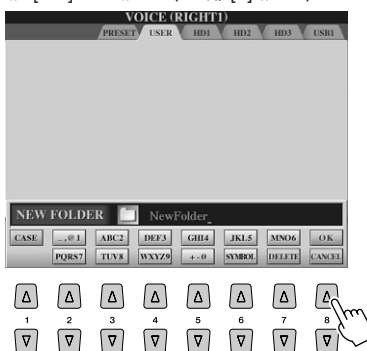 VOICE (RIGHT1)
PRESET USER HD1 HD2 HD3 USB1
NEW FOLDER NewFolder_
CASE _,@1 ABC2 DEF3 GHI4 JKL5 MNO6 OK
PQRS7 TUV8 WXYZ9 +-0 SYMBOL DELETE CANCEL
1 2 3 4 5 6 7 8